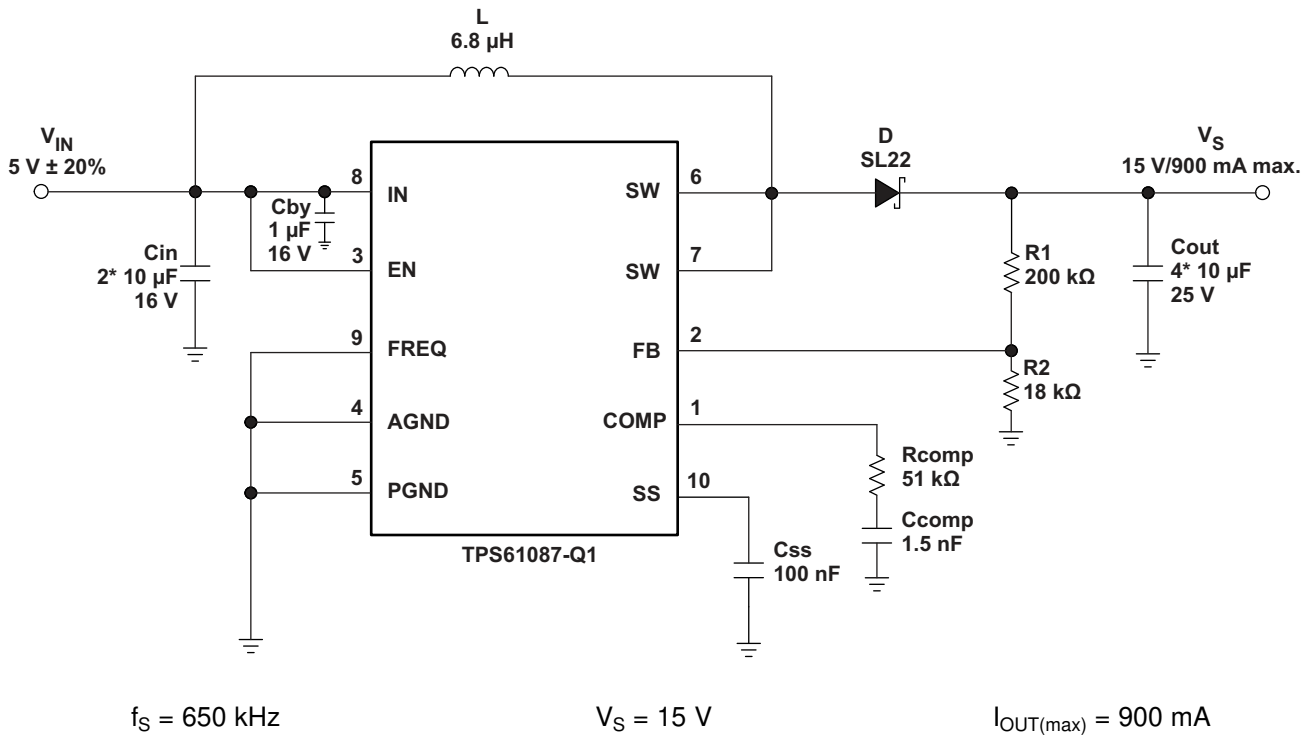 L
6.8 µH
V_IN
5 V ± 20%
D
SL22
V_S
15 V/900 mA max.
8
IN
SW
6
Cby
1 µF
16 V
Cin
2* 10 µF
16 V
3
EN
SW
7
R1
200 kΩ
Cout
4* 10 µF
25 V
9
FREQ
FB
2
R2
18 kΩ
4
AGND
COMP
1
Rcomp
51 kΩ
5
PGND
SS
10
Ccomp
1.5 nF
TPS61087-Q1
Css
100 nF
f_S = 650 kHz
V_S = 15 V
I_OUT(max) = 900 mA